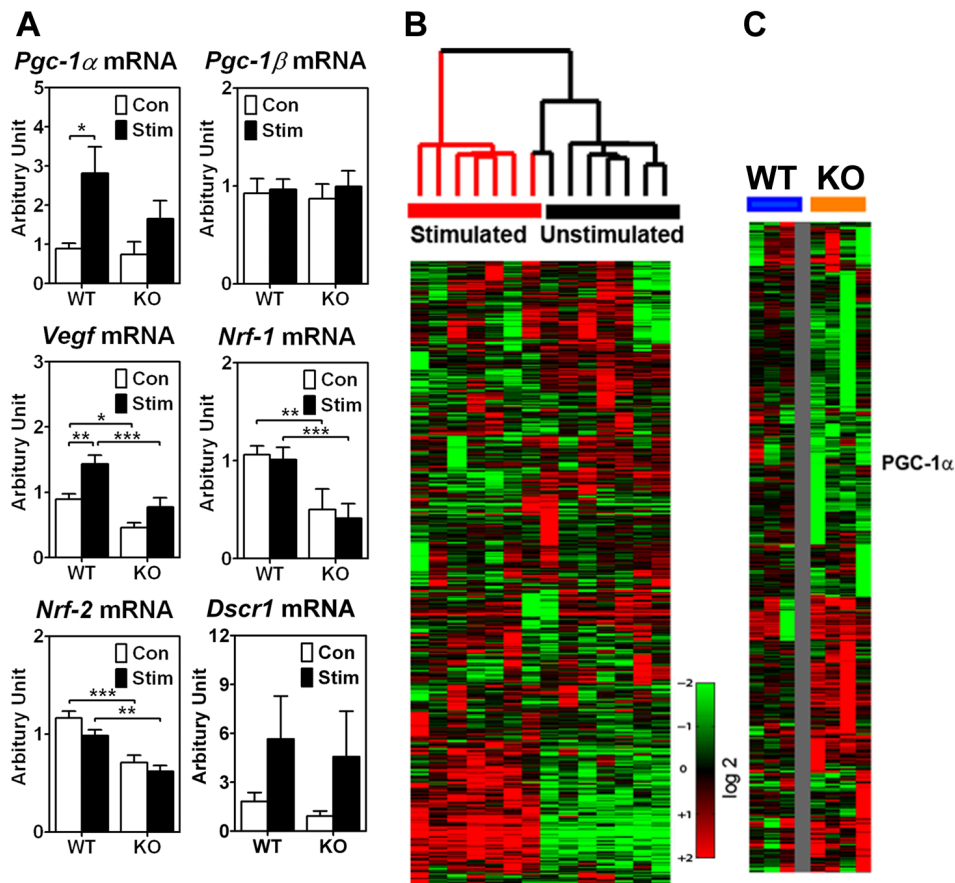 A
B
C
Pgc-1α mRNA
Pgc-1β mRNA
Arbitury Unit
5
4
3
2
1
0
*
Con
Stim
WT
KO
Arbitury Unit
2
1
0
Con
Stim
WT
KO
Vegf mRNA
Nrf-1 mRNA
Arbitury Unit
3
2
1
0
Con
Stim
*
** ***
WT
KO
Arbitury Unit
2
1
0
Con
Stim
**
***
WT
KO
Nrf-2 mRNA
Dscr1 mRNA
Arbitury Unit
2
1
0
Con
Stim
***
**
WT
KO
Arbitury Unit
12
9
6
3
0
Con
Stim
WT
KO
Stimulated
Unstimulated
−2
-1
0
+1
+2
log 2
WT KO
PGC-1α